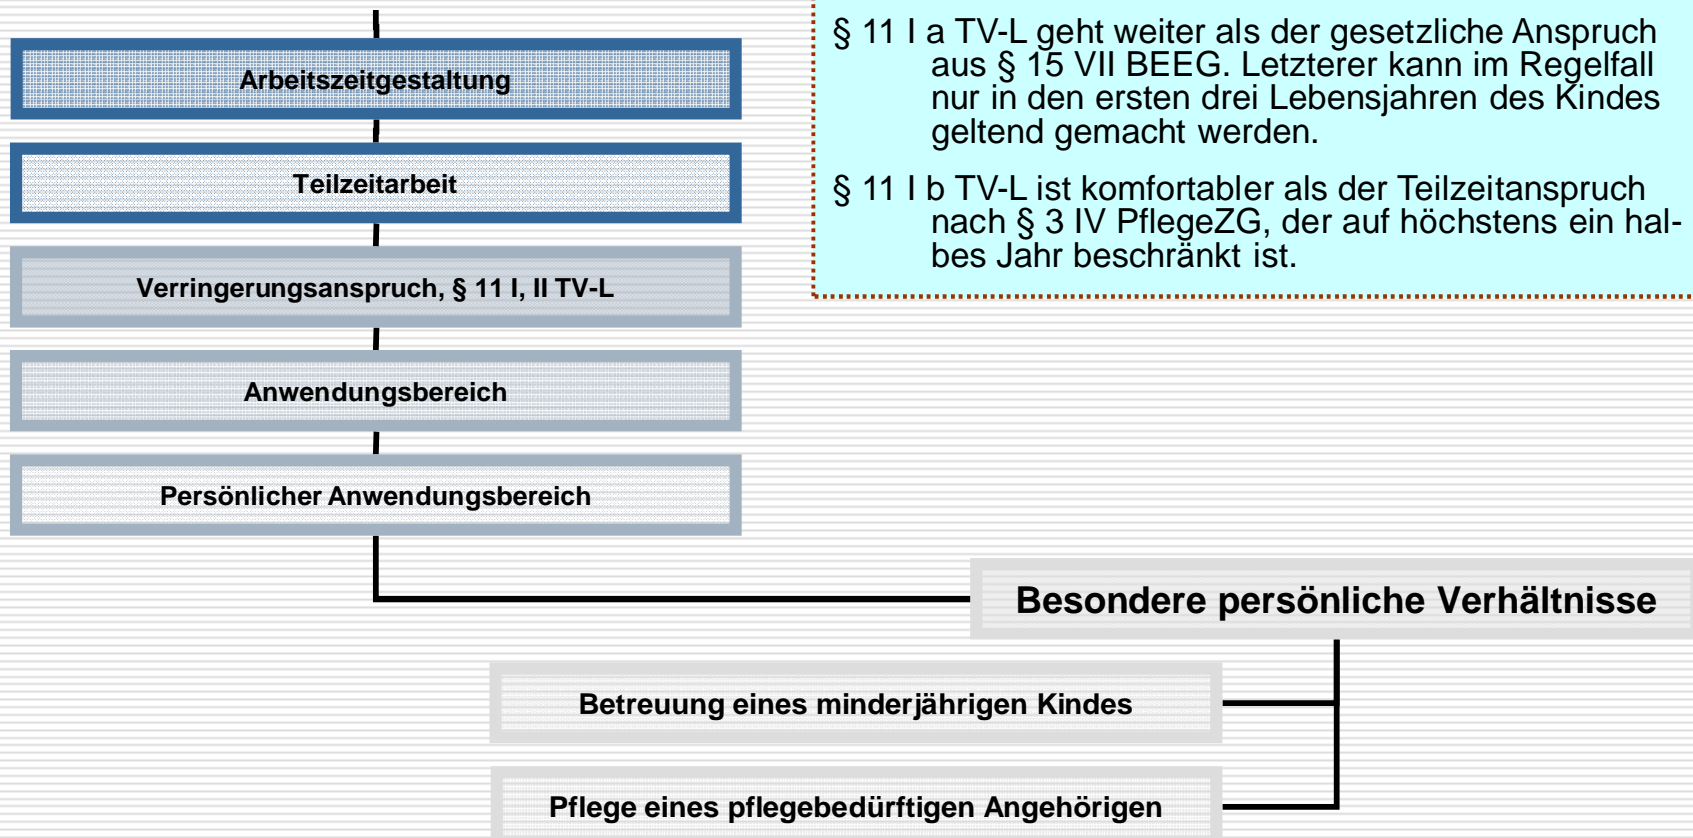 Arbeitszeitgestaltung
Teilzeitarbeit
Verringerungsanspruch, § 11 I, II TV-L
Anwendungsbereich
Persönlicher Anwendungsbereich
§ 11 I a TV-L geht weiter als der gesetzliche Anspruch
aus § 15 VII BEEG. Letzterer kann im Regelfall
nur in den ersten drei Lebensjahren des Kindes
geltend gemacht werden.
§ 11 I b TV-L ist komfortabler als der Teilzeitanspruch
nach § 3 IV PflegeZG, der auf höchstens ein hal-
bes Jahr beschränkt ist.
Besondere persönliche Verhältnisse
Betreuung eines minderjährigen Kindes
Pflege eines pflegebedürftigen Angehörigen